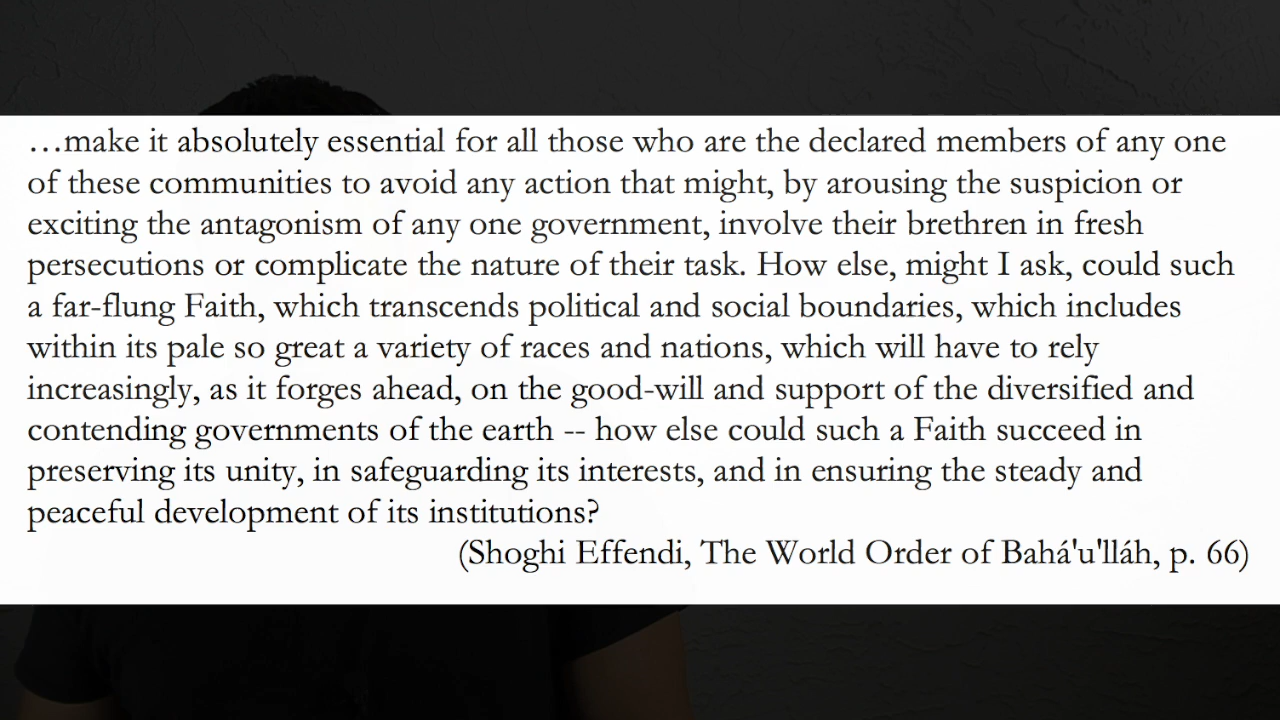 …make it absolutely essential for all those who are the declared members of any one
of these communities to avoid any action that might, by arousing the suspicion or
exciting the antagonism of any one government, involve their brethren in fresh
persecutions or complicate the nature of their task. How else, might I ask, could such
a far-flung Faith, which transcends political and social boundaries, which includes
within its pale so great a variety of races and nations, which will have to rely
increasingly, as it forges ahead, on the good-will and support of the diversified and
contending governments of the earth -- how else could such a Faith succeed in
preserving its unity, in safeguarding its interests, and in ensuring the steady and
peaceful development of its institutions?
(Shoghi Effendi, The World Order of Bahá'u'lláh, p. 66)